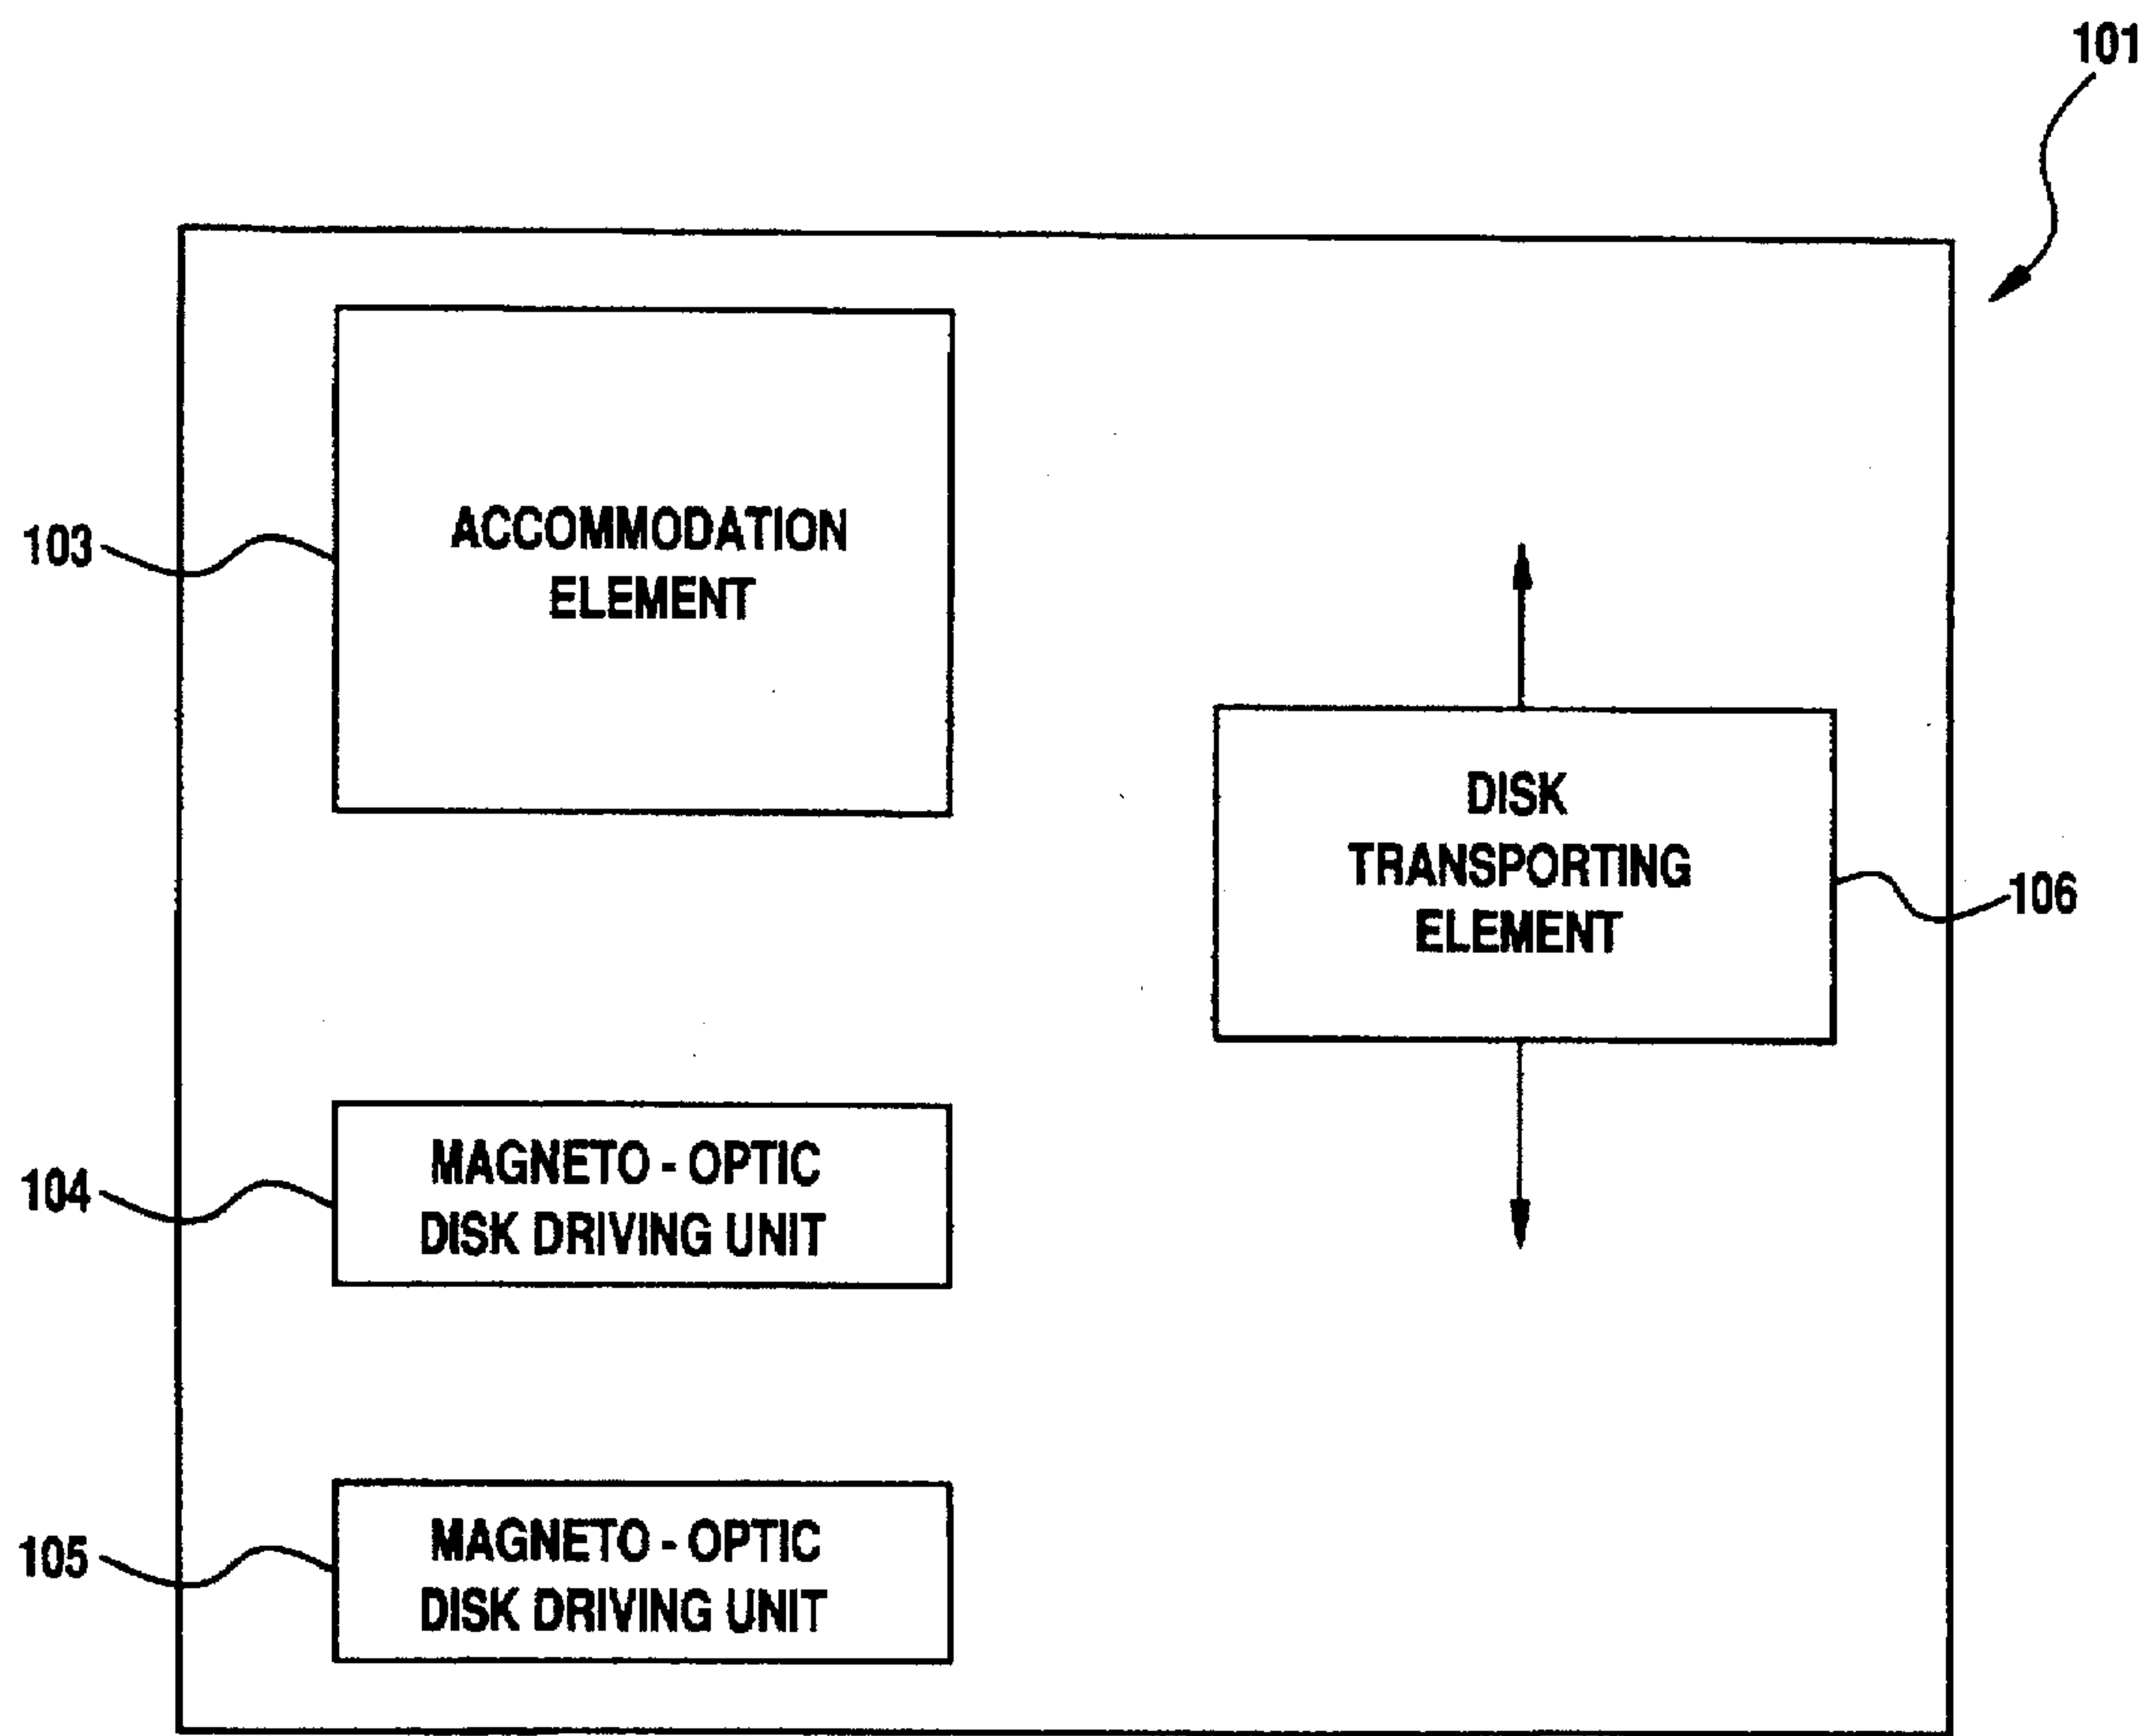 101
103
ACCOMMODATION
ELEMENT
DISK
TRANSPORTING
ELEMENT
106
104
MAGNETO - OPTIC
DISK DRIVING UNIT
105
MAGNETO - OPTIC
DISK DRIVING UNIT